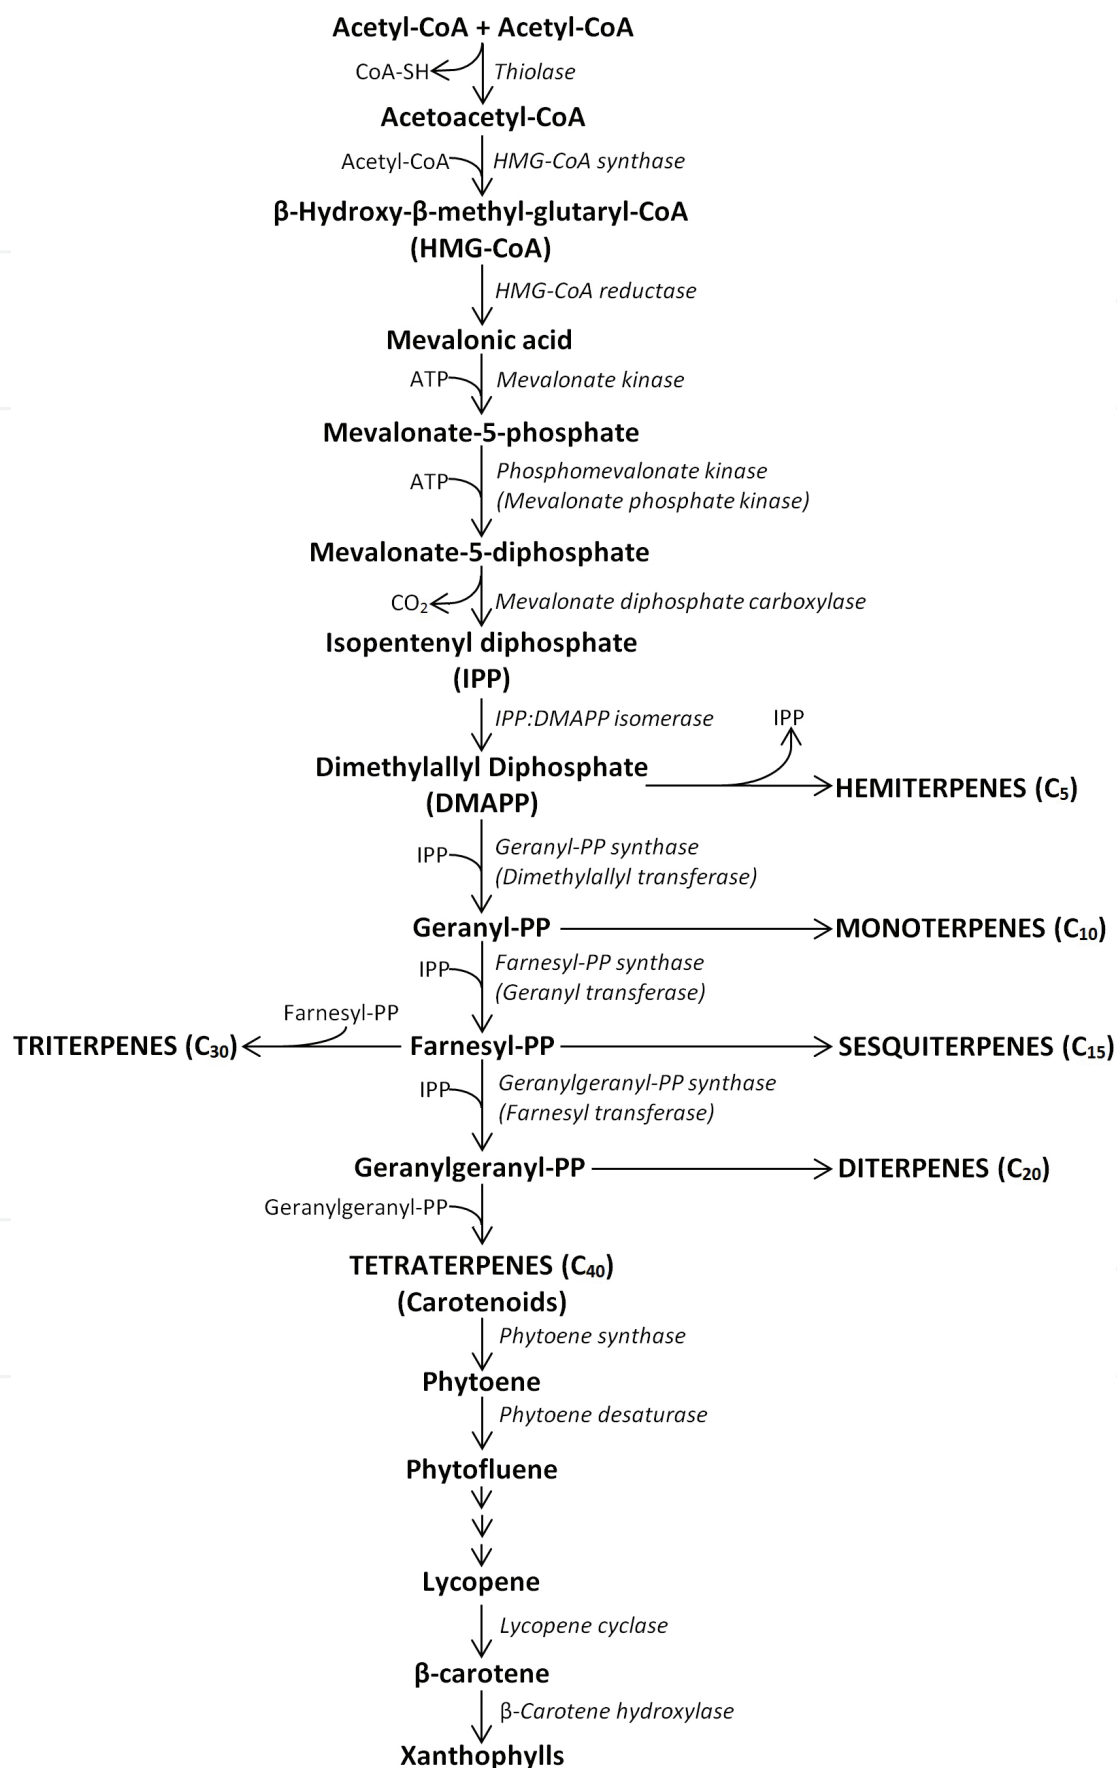 Acetyl-CoA + Acetyl-CoA
CoA-SH Thiolase
Acetoacetyl-CoA
Acetyl-CoA HMG-CoA synthase
β-Hydroxy-β-methyl-glutaryl-CoA
(HMG-CoA)
HMG-CoA reductase
Mevalonic acid
ATP Mevalonate kinase
Mevalonate-5-phosphate
ATP Phosphomevalonate kinase
(Mevalonate phosphate kinase)
Mevalonate-5-diphosphate
CO₂ Mevalonate diphosphate carboxylase
Isopentenyl diphosphate
(IPP)
IPP:DMAPP isomerase IPP
Dimethylallyl Diphosphate
(DMAPP) HEMITERPENES (C₅)
IPP Geranyl-PP synthase
(Dimethylallyl transferase)
Geranyl-PP MONOTERPENES (C₁₀)
IPP Farnesyl-PP synthase
(Geranyl transferase)
Farnesyl-PP
TRITERPENES (C₃₀) Farnesyl-PP SESQUITERPENES (C₁₅)
IPP Geranylgeranyl-PP synthase
(Farnesyl transferase)
Geranylgeranyl-PP DITERPENES (C₂₀)
Geranylgeranyl-PP
TETRATERPENES (C₄₀)
(Carotenoids)
Phytoene synthase
Phytoene
Phytoene desaturase
Phytofluene
Lycopene
Lycopene cyclase
β-carotene
β-Carotene hydroxylase
Xanthophylls